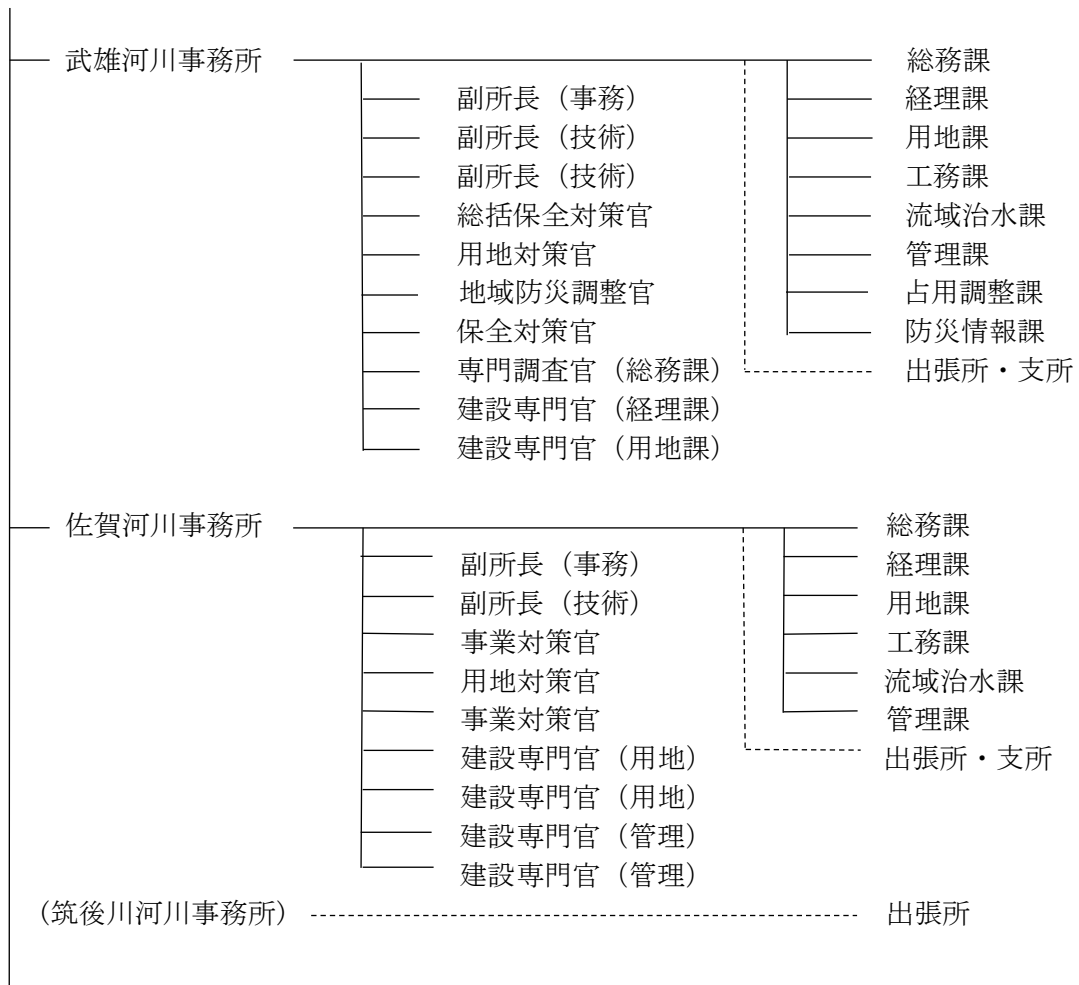 武雄河川事務所 総務課
副所長（事務） 経理課
副所長（技術） 用地課
副所長（技術） 工務課
総括保全対策官 流域治水課
用地対策官 管理課
地域防災調整官 占用調整課
保全対策官 防災情報課
専門調査官（総務課） 出張所・支所
建設専門官（経理課）
建設専門官（用地課）
佐賀河川事務所 総務課
副所長（事務） 経理課
副所長（技術） 用地課
事業対策官 工務課
用地対策官 流域治水課
事業対策官 管理課
建設専門官（用地） 出張所・支所
建設専門官（用地）
建設専門官（管理）
建設専門官（管理）
(筑後川河川事務所) 出張所